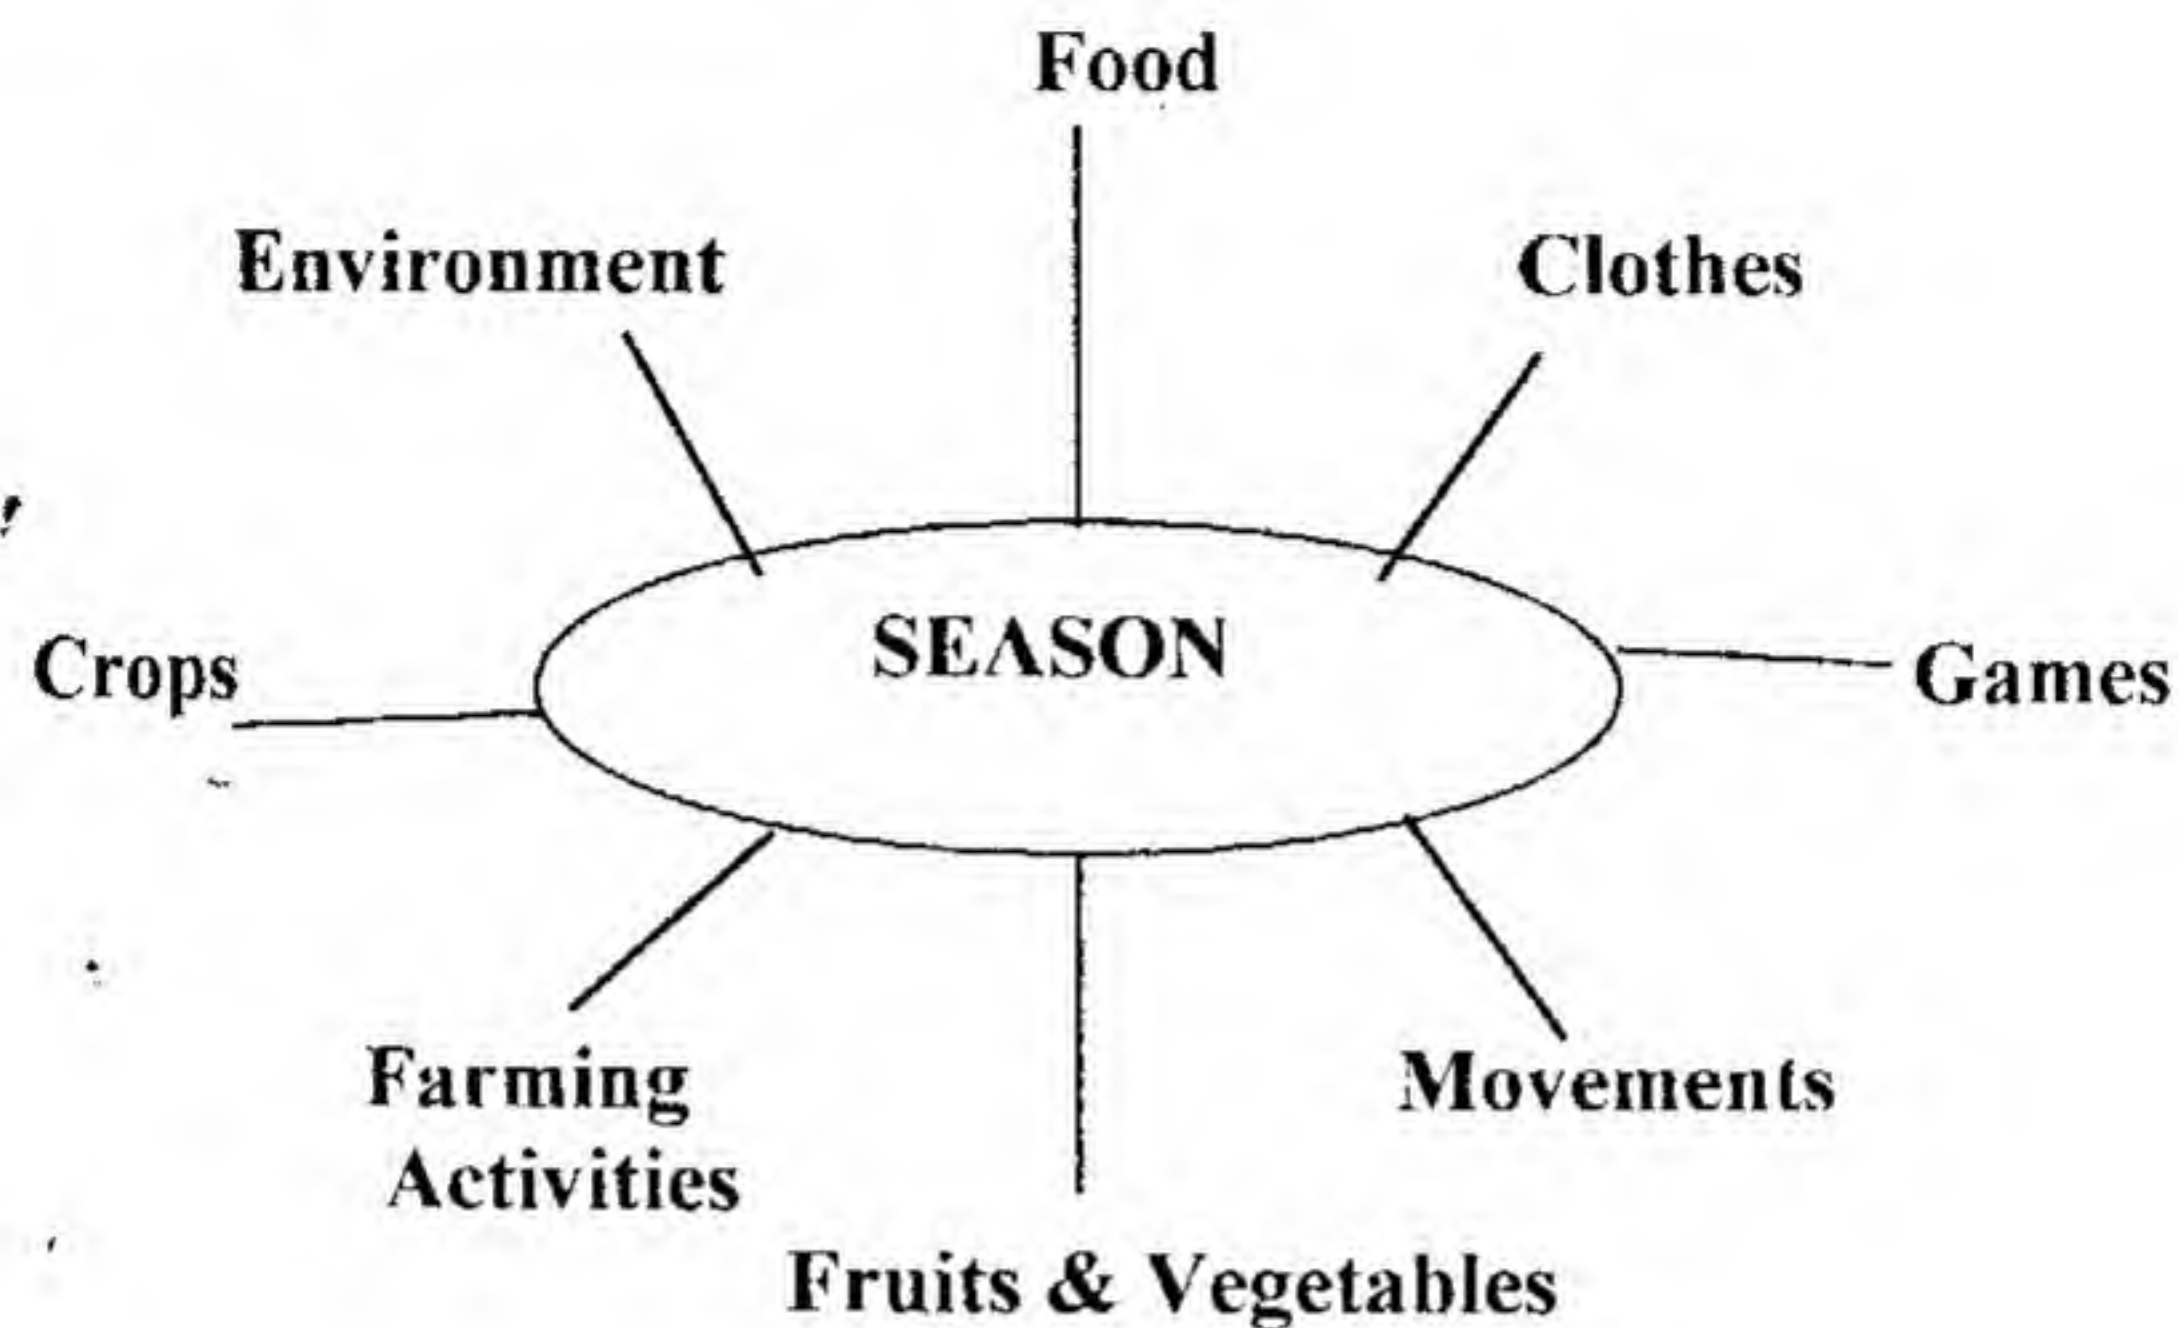 Food
Environment
Clothes
SEASON
Crops
Games
Farming
Activities
Movements
Fruits & Vegetables